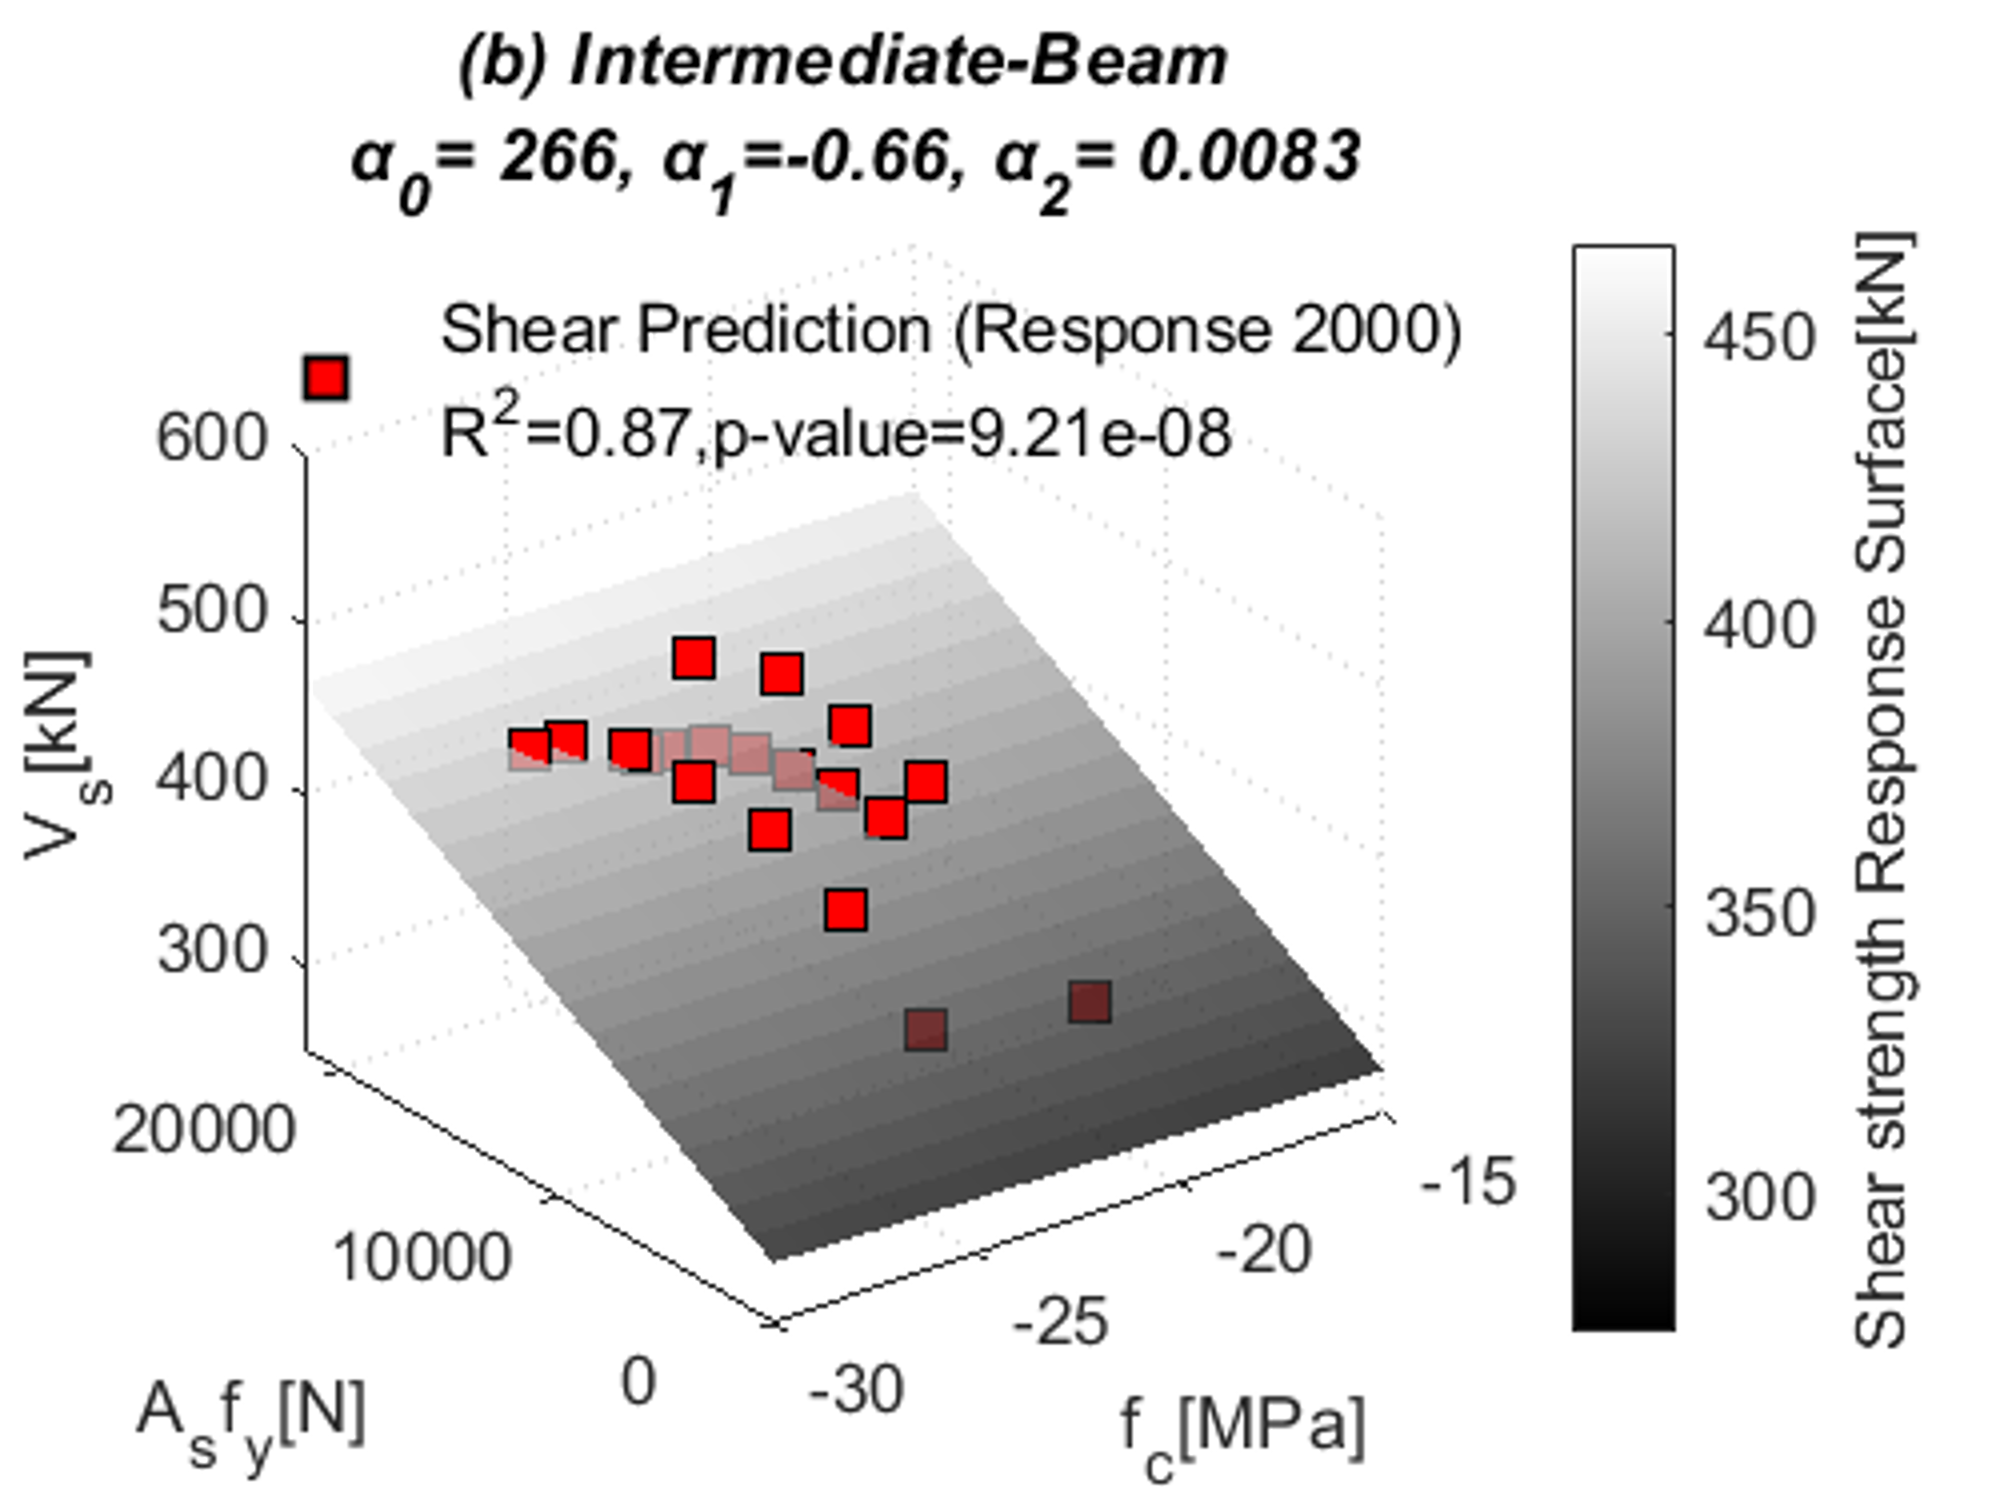 (b) Intermediate-Beam
α0= 266, α1=-0.66, α2= 0.0083
Shear Prediction (Response 2000)
R2=0.87,p-value=9.21e-08
600
500
400
300
Vs[kN]
20000
10000
0
Asfy[N]
-30
-25
-20
-15
fc[MPa]
450
400
350
300
Shear strength Response Surface[kN]